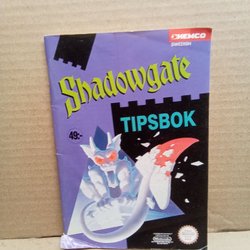 KEMCO
SWEDISH
Shadowgate
TIPSBOK
49:-